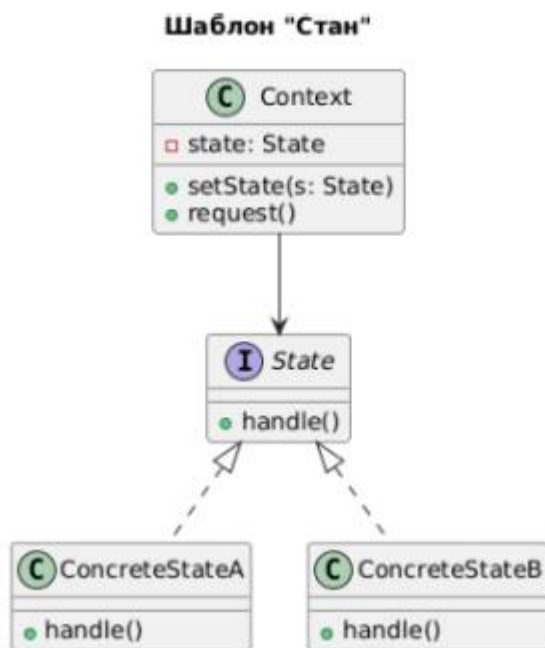 Шаблон "Стан"
C Context
state: State
setState(s: State)
request()
I State
handle()
C ConcreteStateA
handle()
C ConcreteStateB
handle()